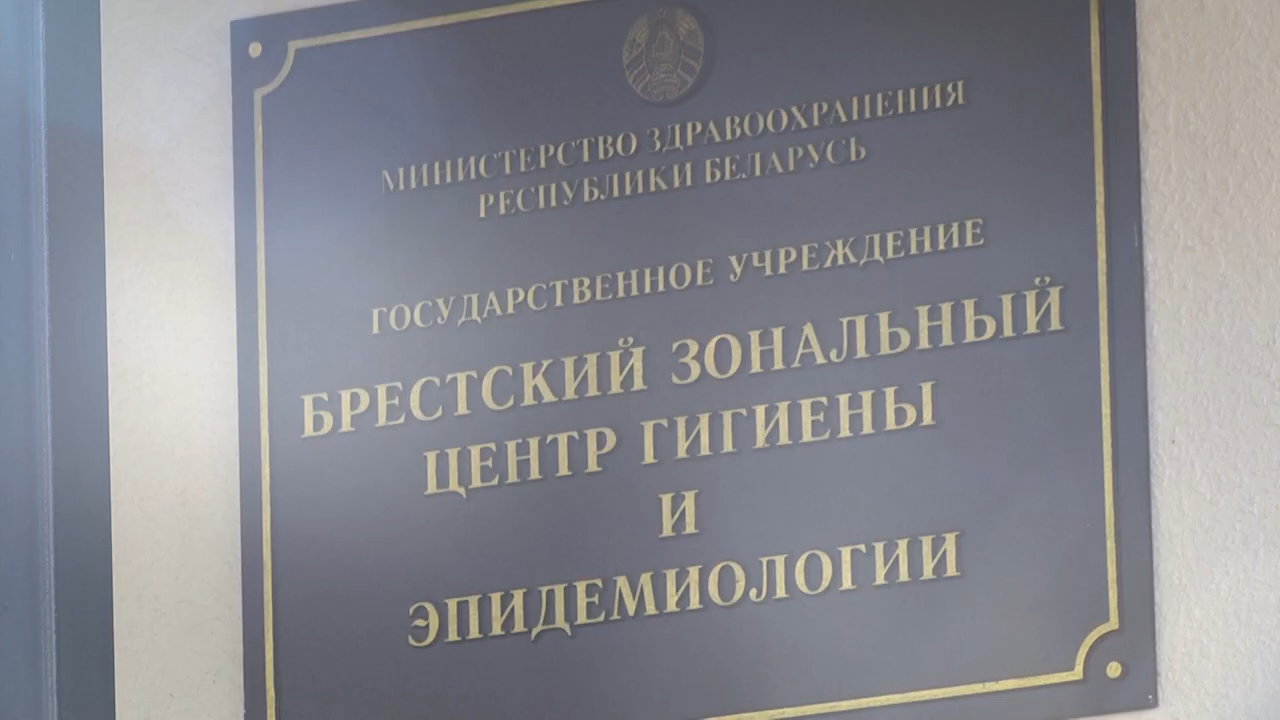 МИНИСТЕРСТВО ЗДРАВООХРАНЕНИЯ
РЕСПУБЛИКИ БЕЛАРУСЬ
ГОСУДАРСТВЕННОЕ УЧРЕЖДЕНИЕ
БРЕСТСКИЙ ЗОНАЛЬНЫЙ
ЦЕНТР ГИГИЕНЫ
И
ЭПИДЕМИОЛОГИИ